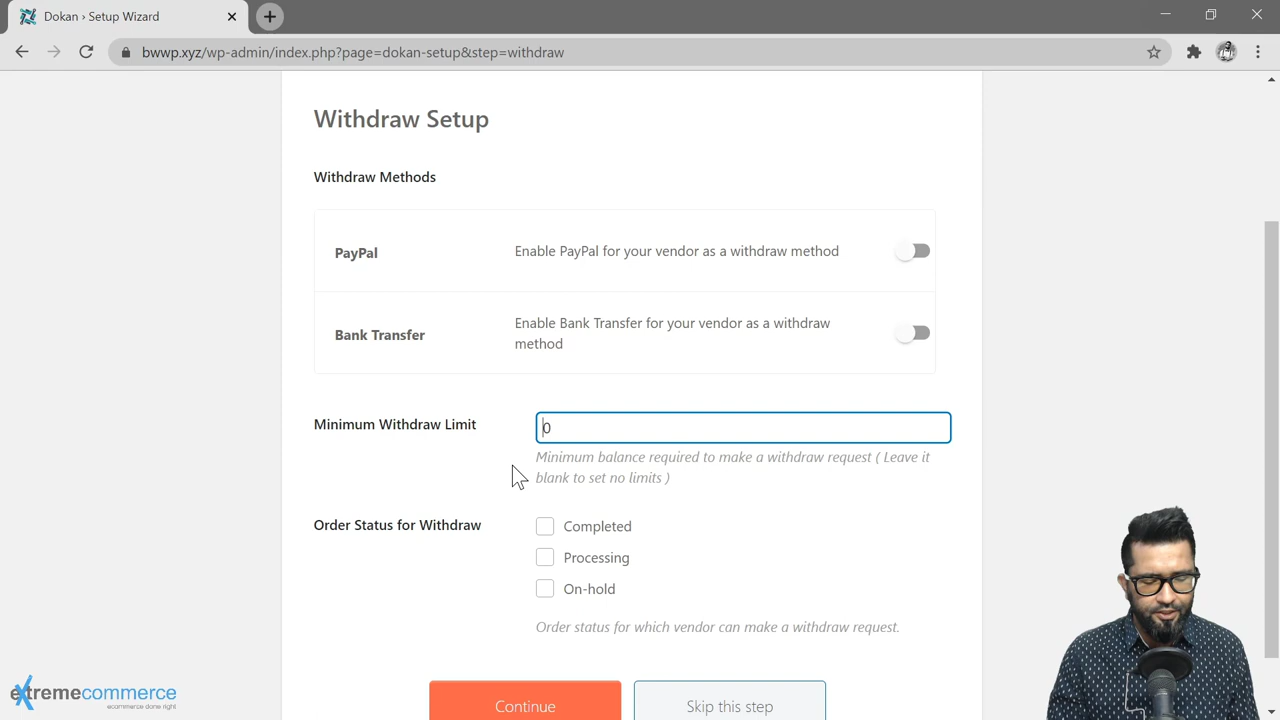 Dokan › Setup Wizard
bwwp.xyz/wp-admin/index.php?page=dokan-setup&step=withdraw
Withdraw Setup
Withdraw Methods
PayPal
Enable PayPal for your vendor as a withdraw method
Bank Transfer
Enable Bank Transfer for your vendor as a withdraw
method
Minimum Withdraw Limit
0
Minimum balance required to make a withdraw request ( Leave it
blank to set no limits )
Order Status for Withdraw
Completed
Processing
On-hold
Order status for which vendor can make a withdraw request.
Continue
Skip this step
extremecommerce
ecommerce done right